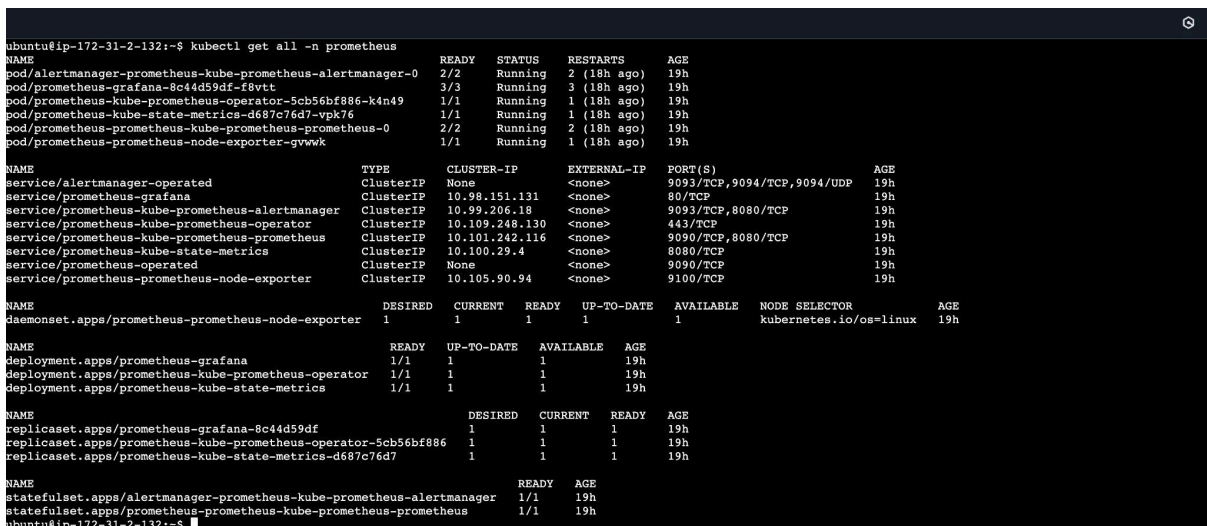 ubuntu@ip-172-31-2-132:~$ kubectl get all -n prometheus
NAME READY STATUS RESTARTS AGE
pod/alertmanager-prometheus-kube-prometheus-alertmanager-0 2/2 Running 2 (18h ago) 19h
pod/prometheus-grafana-8c44d59df-f8vtt 3/3 Running 3 (18h ago) 19h
pod/prometheus-kube-prometheus-operator-5cb56bf886-k4n49 1/1 Running 1 (18h ago) 19h
pod/prometheus-kube-state-metrics-d687c76d7-vpk76 1/1 Running 1 (18h ago) 19h
pod/prometheus-prometheus-kube-prometheus-prometheus-0 2/2 Running 2 (18h ago) 19h
pod/prometheus-prometheus-node-exporter-gvwwk 1/1 Running 1 (18h ago) 19h
NAME TYPE CLUSTER-IP EXTERNAL-IP PORT(S) AGE
service/alertmanager-operated ClusterIP None <none> 9093/TCP,9094/TCP,9094/UDP 19h
service/prometheus-grafana ClusterIP 10.98.151.131 <none> 80/TCP 19h
service/prometheus-kube-prometheus-alertmanager ClusterIP 10.99.206.18 <none> 9093/TCP,8080/TCP 19h
service/prometheus-kube-prometheus-operator ClusterIP 10.109.248.130 <none> 443/TCP 19h
service/prometheus-kube-prometheus-prometheus ClusterIP 10.101.242.116 <none> 9090/TCP,8080/TCP 19h
service/prometheus-kube-state-metrics ClusterIP 10.100.29.4 <none> 8080/TCP 19h
service/prometheus-operated ClusterIP None <none> 9090/TCP 19h
service/prometheus-prometheus-node-exporter ClusterIP 10.105.90.94 <none> 9100/TCP 19h
NAME DESIRED CURRENT READY UP-TO-DATE AVAILABLE NODE SELECTOR AGE
daemonset.apps/prometheus-prometheus-node-exporter 1 1 1 1 1 kubernetes.io/os=linux 19h
NAME READY UP-TO-DATE AVAILABLE AGE
deployment.apps/prometheus-grafana 1/1 1 1 19h
deployment.apps/prometheus-kube-prometheus-operator 1/1 1 1 19h
deployment.apps/prometheus-kube-state-metrics 1/1 1 1 19h
NAME DESIRED CURRENT READY AGE
replicaset.apps/prometheus-grafana-8c44d59df 1 1 1 19h
replicaset.apps/prometheus-kube-prometheus-operator-5cb56bf886 1 1 1 19h
replicaset.apps/prometheus-kube-state-metrics-d687c76d7 1 1 1 19h
NAME READY AGE
statefulset.apps/alertmanager-prometheus-kube-prometheus-alertmanager 1/1 19h
statefulset.apps/prometheus-prometheus-kube-prometheus-prometheus 1/1 19h
ubuntu@ip-172-31-2-132:~$